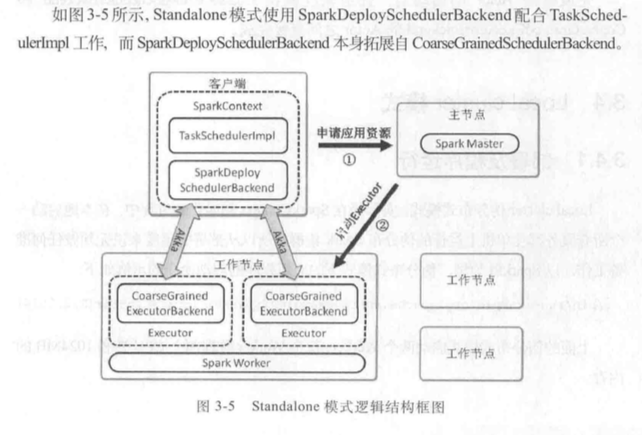 如图 3-5 所示，Standalone 模式使用 SparkDeploySchedulerBackend 配合 TaskSched-
ulerImpl 工作，而 SparkDeploySchedulerBackend 本身拓展自 CoarseGrainedSchedulerBackend。
客户端
SparkContext
TaskSchedulerImpl
SparkDeploy
SchedulerBackend
申请应用资源
①
主节点
Spark Master
启动Executor
②
Akka
Akka
工作节点
CoarseGrained
ExecutorBackend
Executor
CoarseGrained
ExecutorBackend
Executor
Spark Worker
工作节点
工作节点
图 3-5 Standalone 模式逻辑结构框图